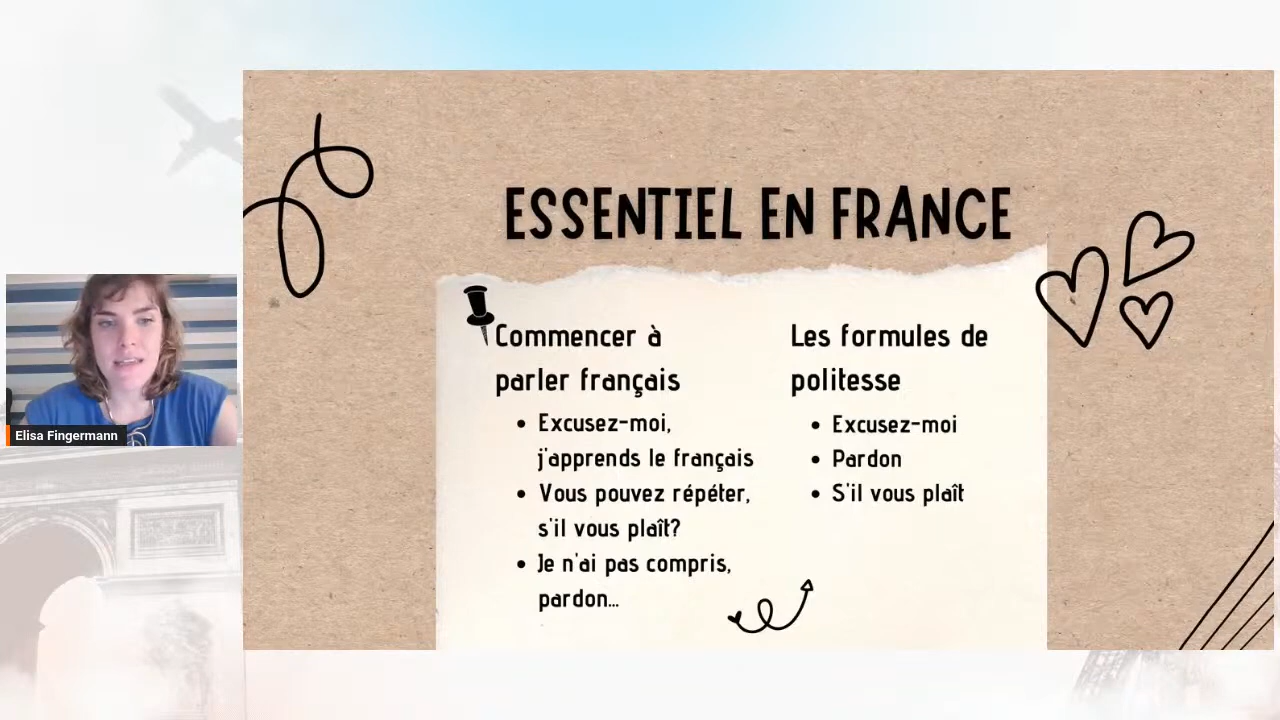 ESSENTIEL EN FRANCE
Commencer à
parler français
Excusez-moi,
j'apprends le français
Vous pouvez répéter,
s'il vous plaît?
Je n'ai pas compris,
pardon...
Les formules de
politesse
Excusez-moi
Pardon
S'il vous plaît
Elisa Fingermann